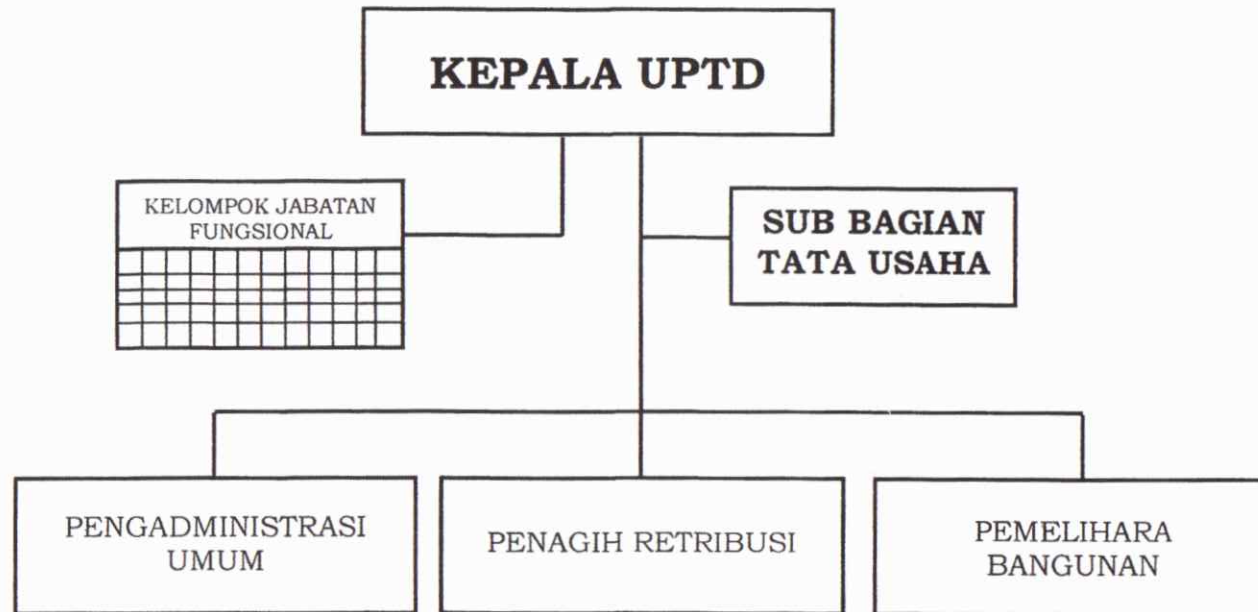 KEPALA UPTD
KELOMPOK JABATAN
FUNGSIONAL
SUB BAGIAN
TATA USAHA
PENGADMINISTRASI
UMUM
PENAGIH RETRIBUSI
PEMELIHARA
BANGUNAN